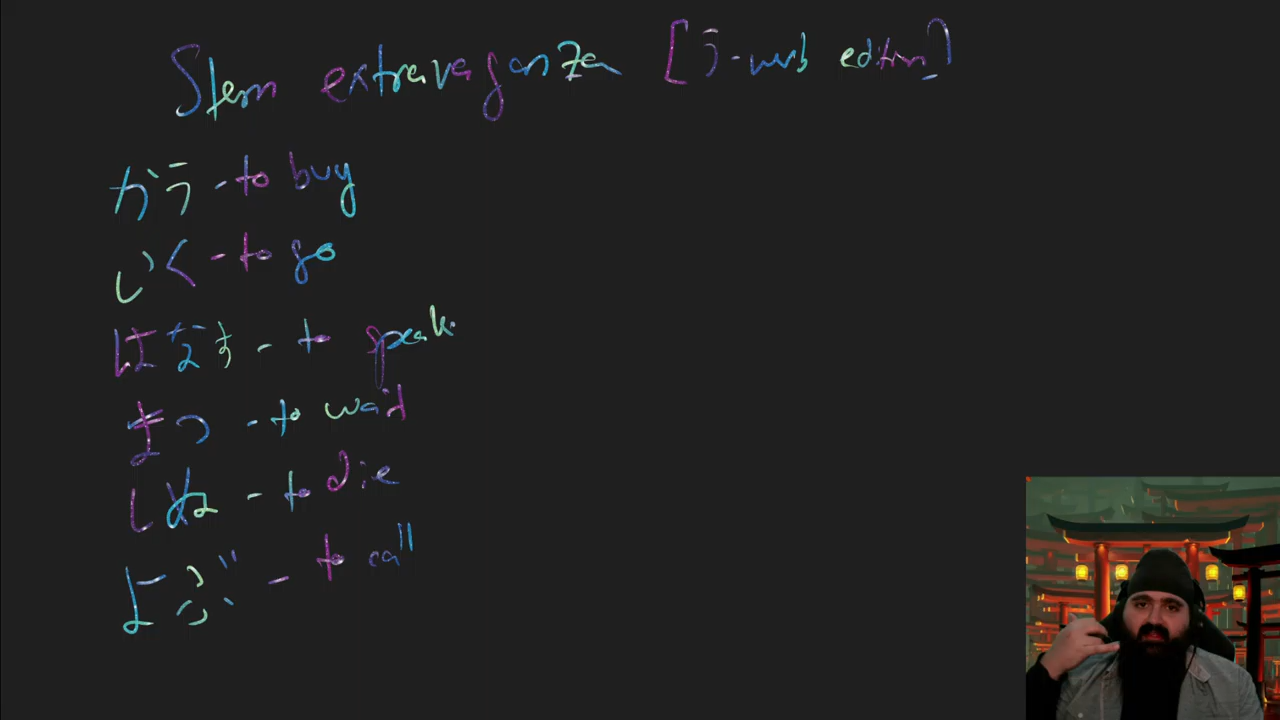 Stem extravaganza [う-verb edition]
かう - to buy
いく - to go
はなす - to speak
まつ - to wait
しぬ - to die
よぶ - to call